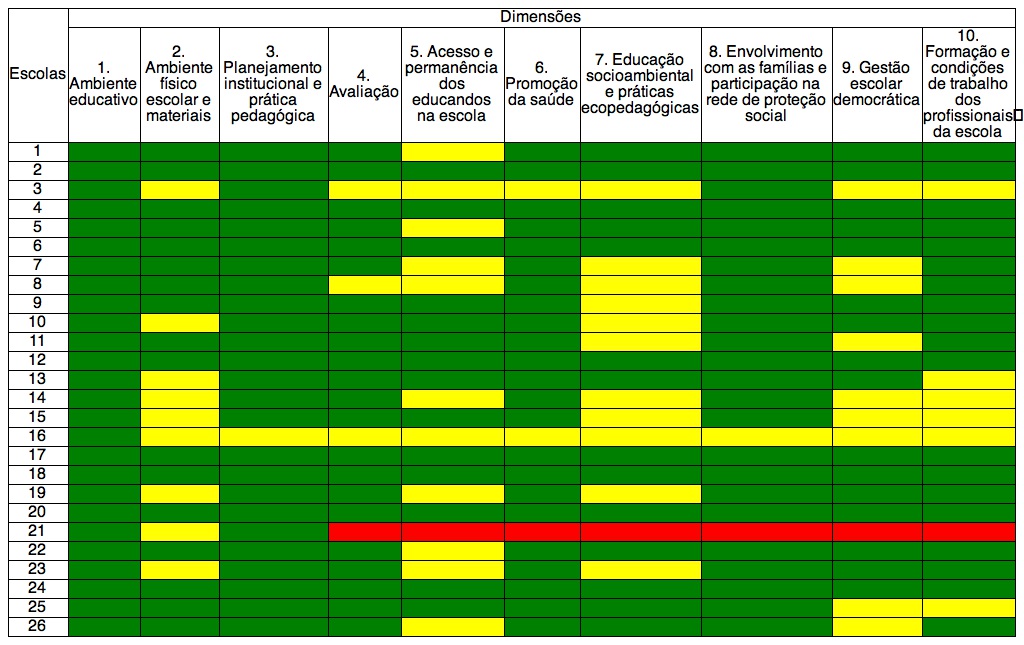 Dimensões
Escolas
1.
Ambiente
educativo
2.
Ambiente
físico
escolar e
materiais
3.
Planejamento
institucional e
prática
pedagógica
4.
Avaliação
5. Acesso e
permanência
dos
educandos
na escola
6.
Promoção
da saúde
7. Educação
socioambiental
e práticas
ecopedagógicas
8. Envolvimento
com as famílias e
participação na
rede de proteção
social
9. Gestão
escolar
democrática
10.
Formação e
condições
de trabalho
dos
profissionais
da escola
1
2
3
4
5
6
7
8
9
10
11
12
13
14
15
16
17
18
19
20
21
22
23
24
25
26